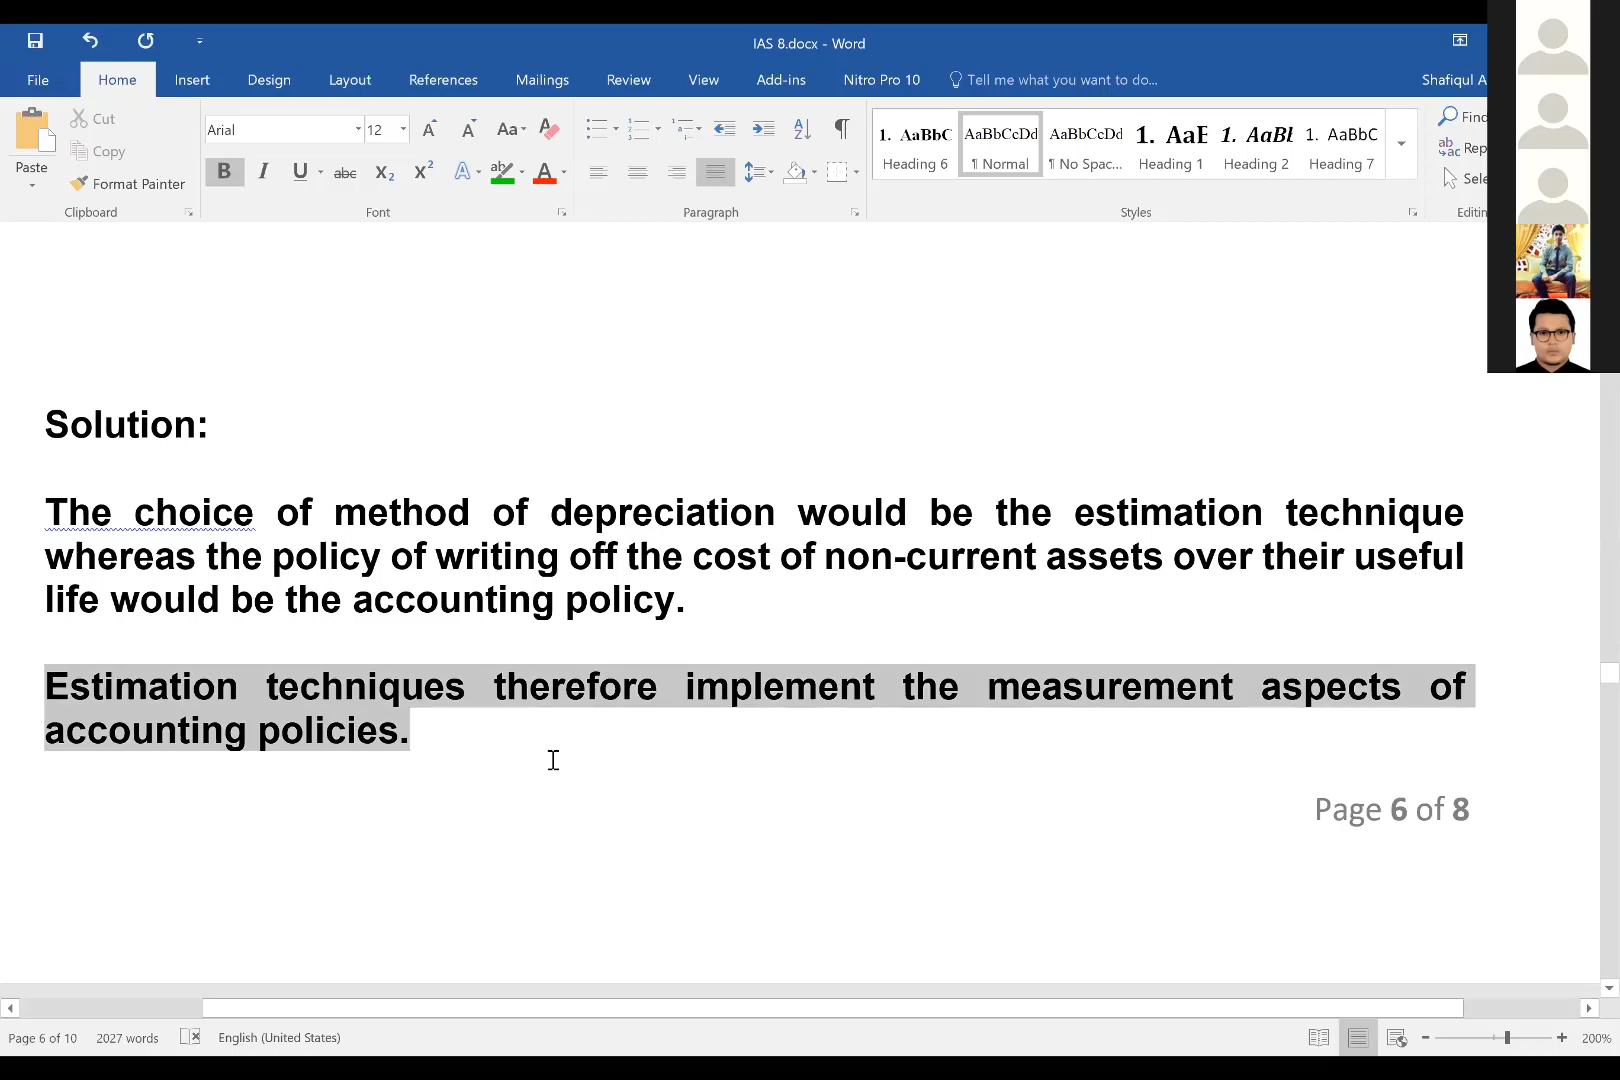 IAS 8.docx - Word
File Home Insert Design Layout References Mailings Review View Add-ins Nitro Pro 10 Tell me what you want to do... Shafiqul A
Paste
Cut
Copy
Format Painter
Clipboard
Arial 12
Font
Paragraph
1. AaBbC AaBbCcDd AaBbCcDd 1. AaE 1. AaBl 1. AaBbC
Heading 6 ¶ Normal ¶ No Spac... Heading 1 Heading 2 Heading 7
Styles
Find
Rep
Sele
Editin
Solution:
The choice of method of depreciation would be the estimation technique
whereas the policy of writing off the cost of non-current assets over their useful
life would be the accounting policy.
Estimation techniques therefore implement the measurement aspects of
accounting policies.
Page 6 of 8
Page 6 of 10 2027 words English (United States) 200%